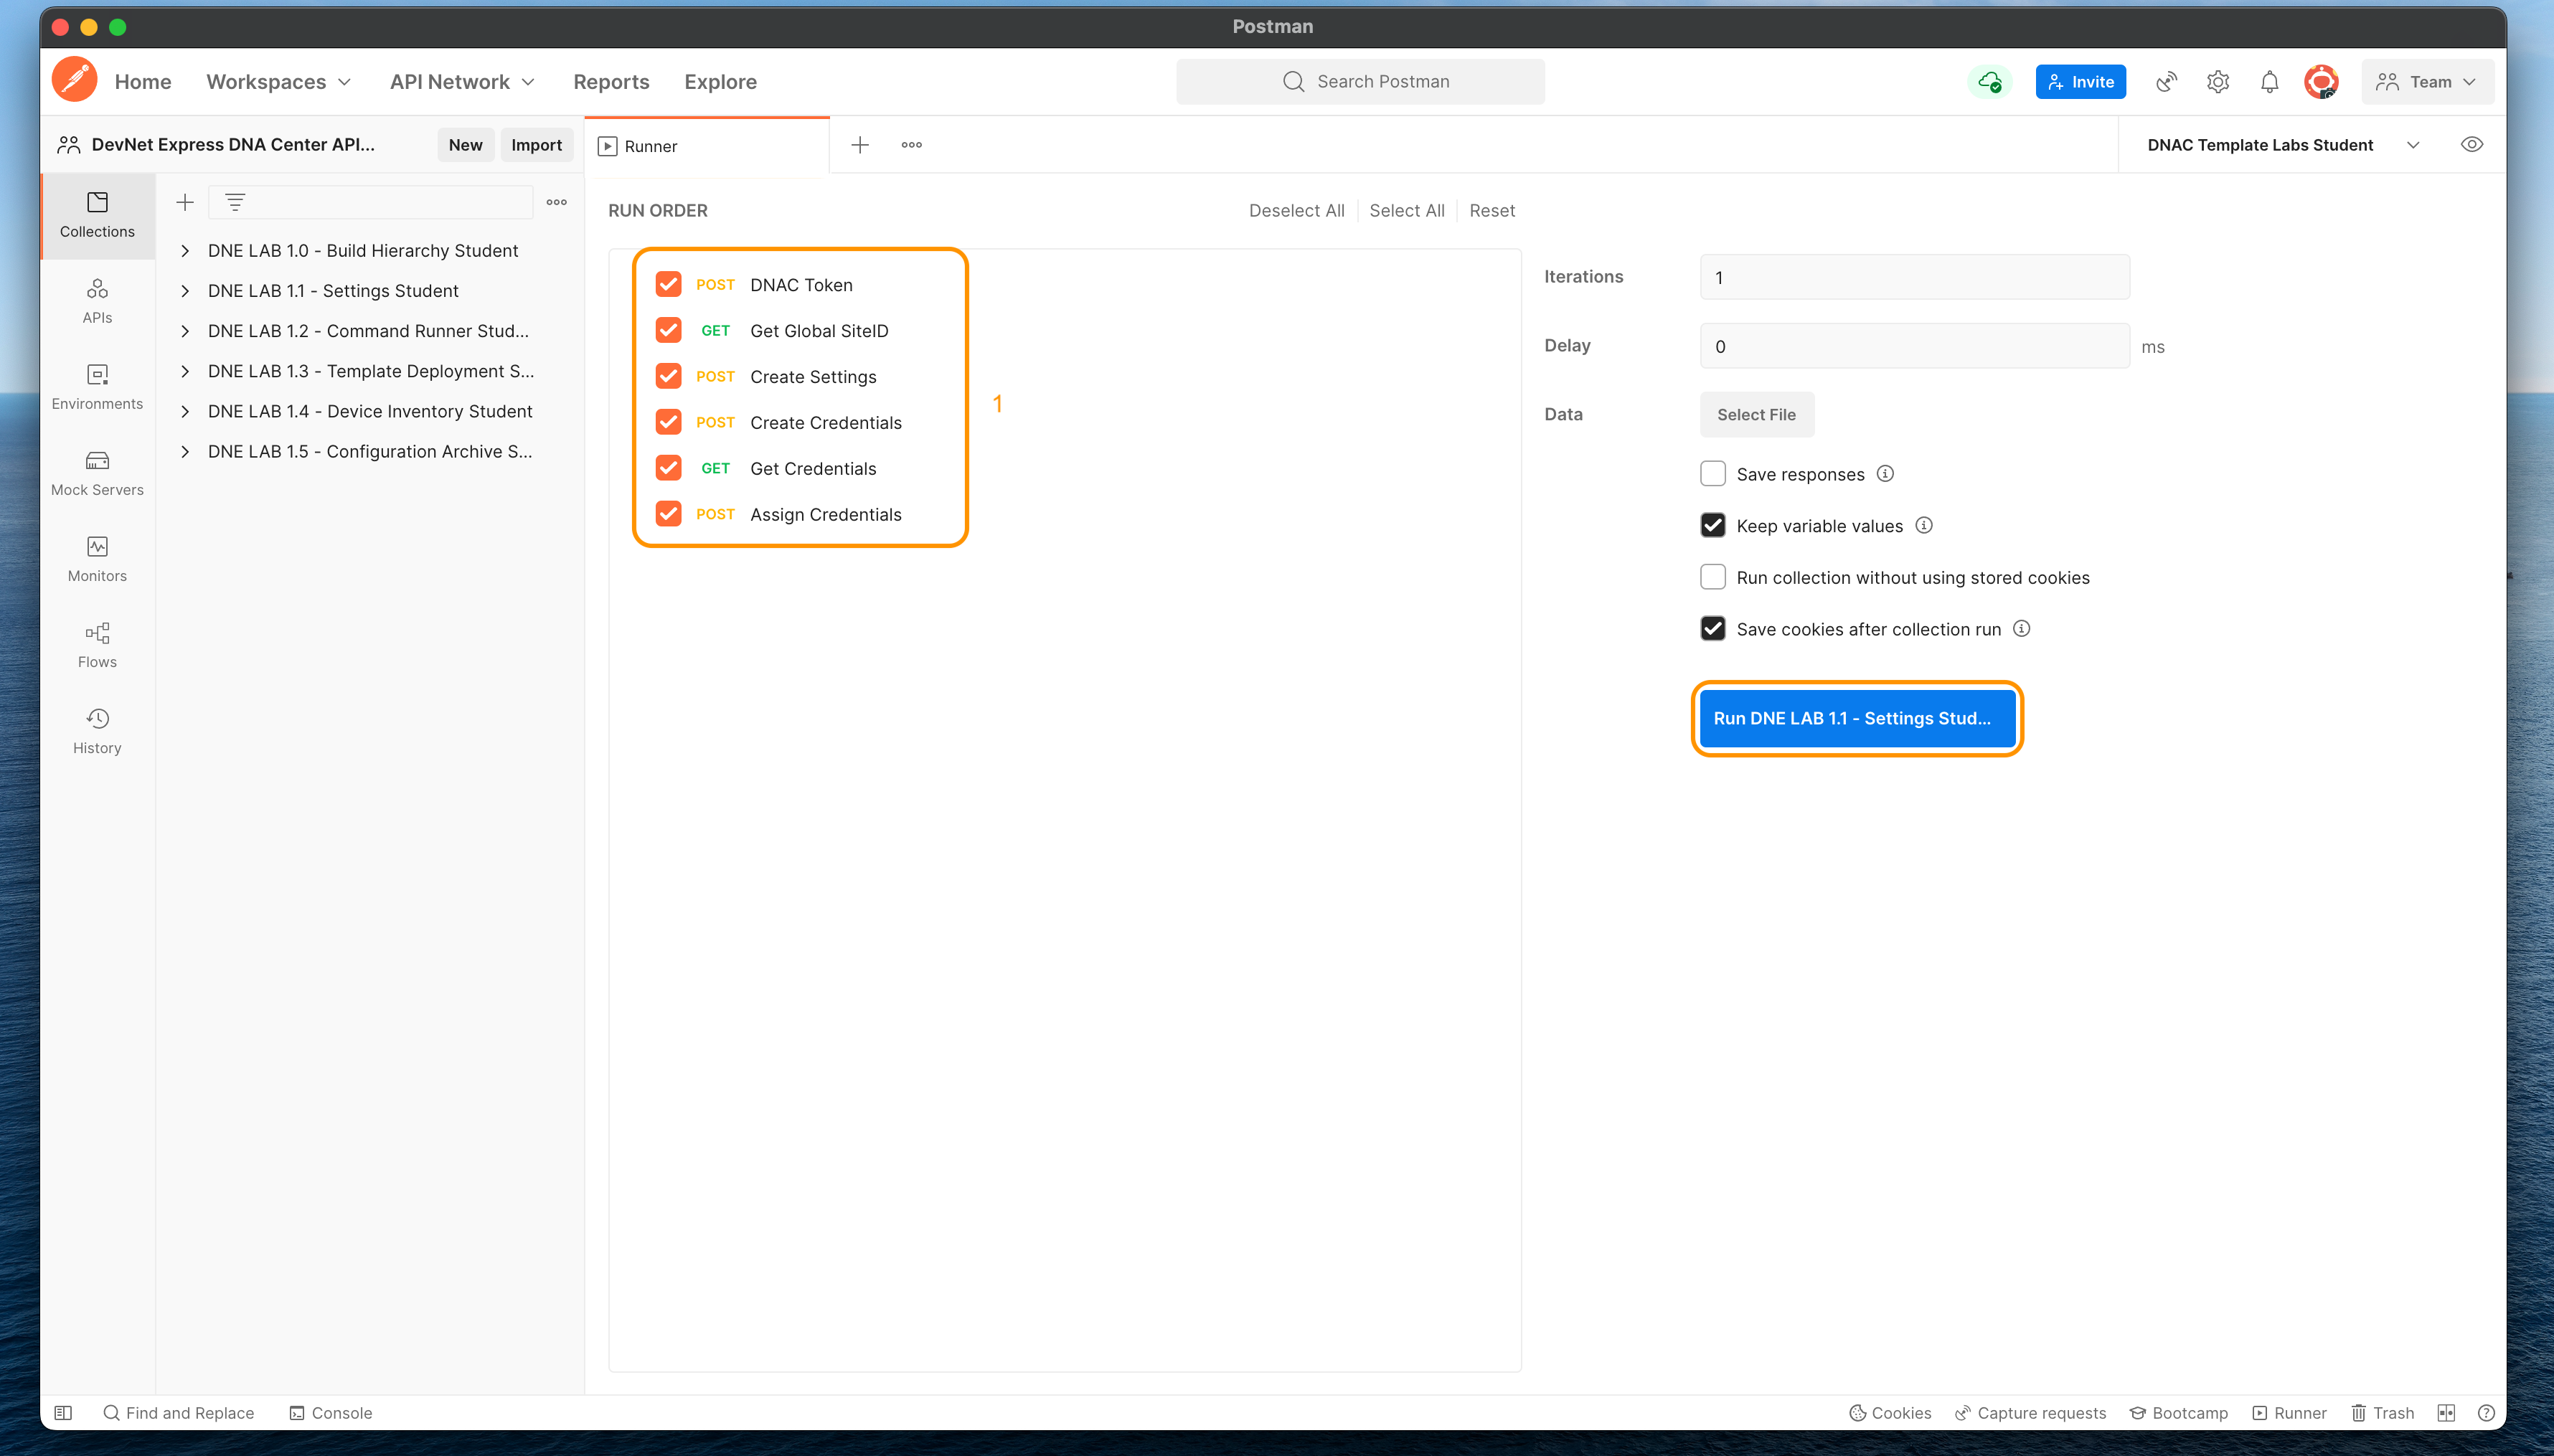 Postman
Home Workspaces API Network Reports Explore Search Postman Invite Team
DevNet Express DNA Center API... New Import Runner DNAC Template Labs Student
Collections
APIs
Environments
Mock Servers
Monitors
Flows
History
DNE LAB 1.0 - Build Hierarchy Student
DNE LAB 1.1 - Settings Student
DNE LAB 1.2 - Command Runner Stud...
DNE LAB 1.3 - Template Deployment S...
DNE LAB 1.4 - Device Inventory Student
DNE LAB 1.5 - Configuration Archive S...
RUN ORDER Deselect All Select All Reset
POST DNAC Token
GET Get Global SiteID
POST Create Settings
POST Create Credentials
GET Get Credentials
POST Assign Credentials
1
Iterations 1
Delay 0 ms
Data Select File
Save responses
Keep variable values
Run collection without using stored cookies
Save cookies after collection run
Run DNE LAB 1.1 - Settings Stud...
Find and Replace Console Cookies Capture requests Bootcamp Runner Trash